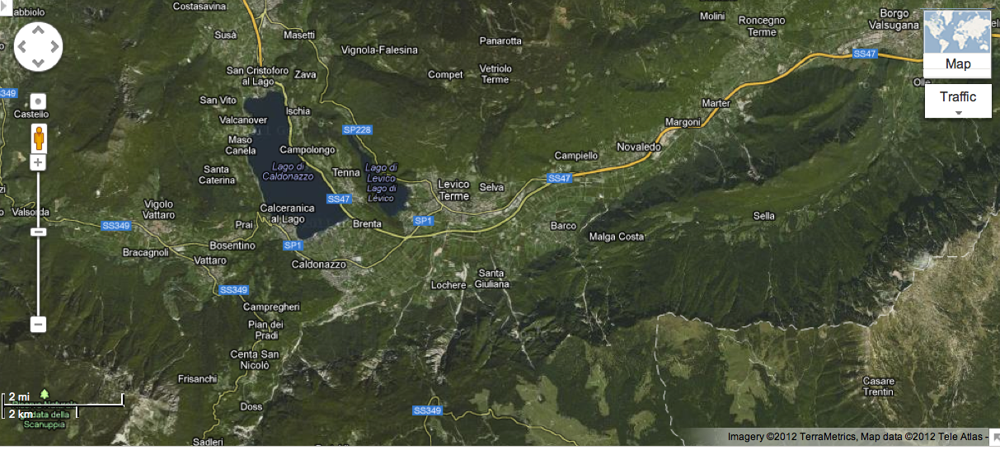 Costasavina
Molini
Roncegno
Terme
Borgo
Valsugana
Susà
Masetti
Panarotta
Vignola-Falesina
SS47
Map
San Cristoforo
al Lago
Zava
Compet
Vetriolo
Terme
Olle
Traffic
San Vito
Castello
Ischia
Marter
Valcanover
Margoni
SP228
Maso
Canela
Campolongo
Novaledo
Campiello
Lago di
Caldonazzo
Santa
Caterina
Tenna
Lago di
Levico
Lago di
Levico
SS47
Levico
Terme
Selva
SS47
Vigolo
Vattaro
Calceranica
al Lago
Valsorda
SS349
Prai
Brenta
SP1
Barco
Sella
Malga Costa
Bracagnoli
Bosentino
SP1
Vattaro
Caldonazzo
Lochere
Santa
Giuliana
SS349
Campregheri
Pian dei
Pradi
Centa San
Nicolò
Frisanchi
Casare
Trentin
2 mi
2 km
Scanuppia
Doss
SS349
Sadleri
Imagery ©2012 TerraMetrics, Map data ©2012 Tele Atlas -